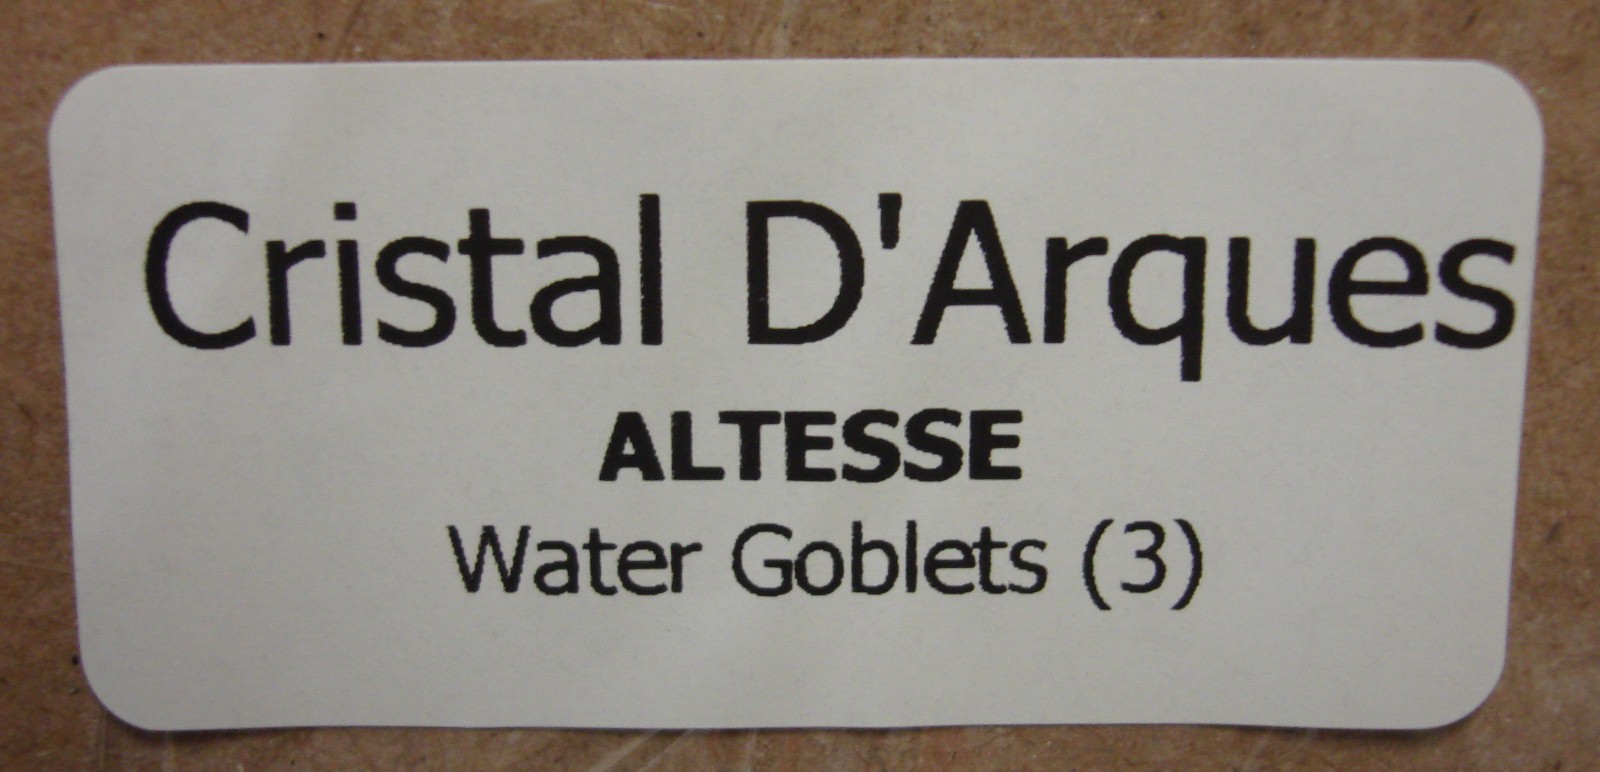 Cristal D'Arques
ALTESSE
Water Goblets (3)